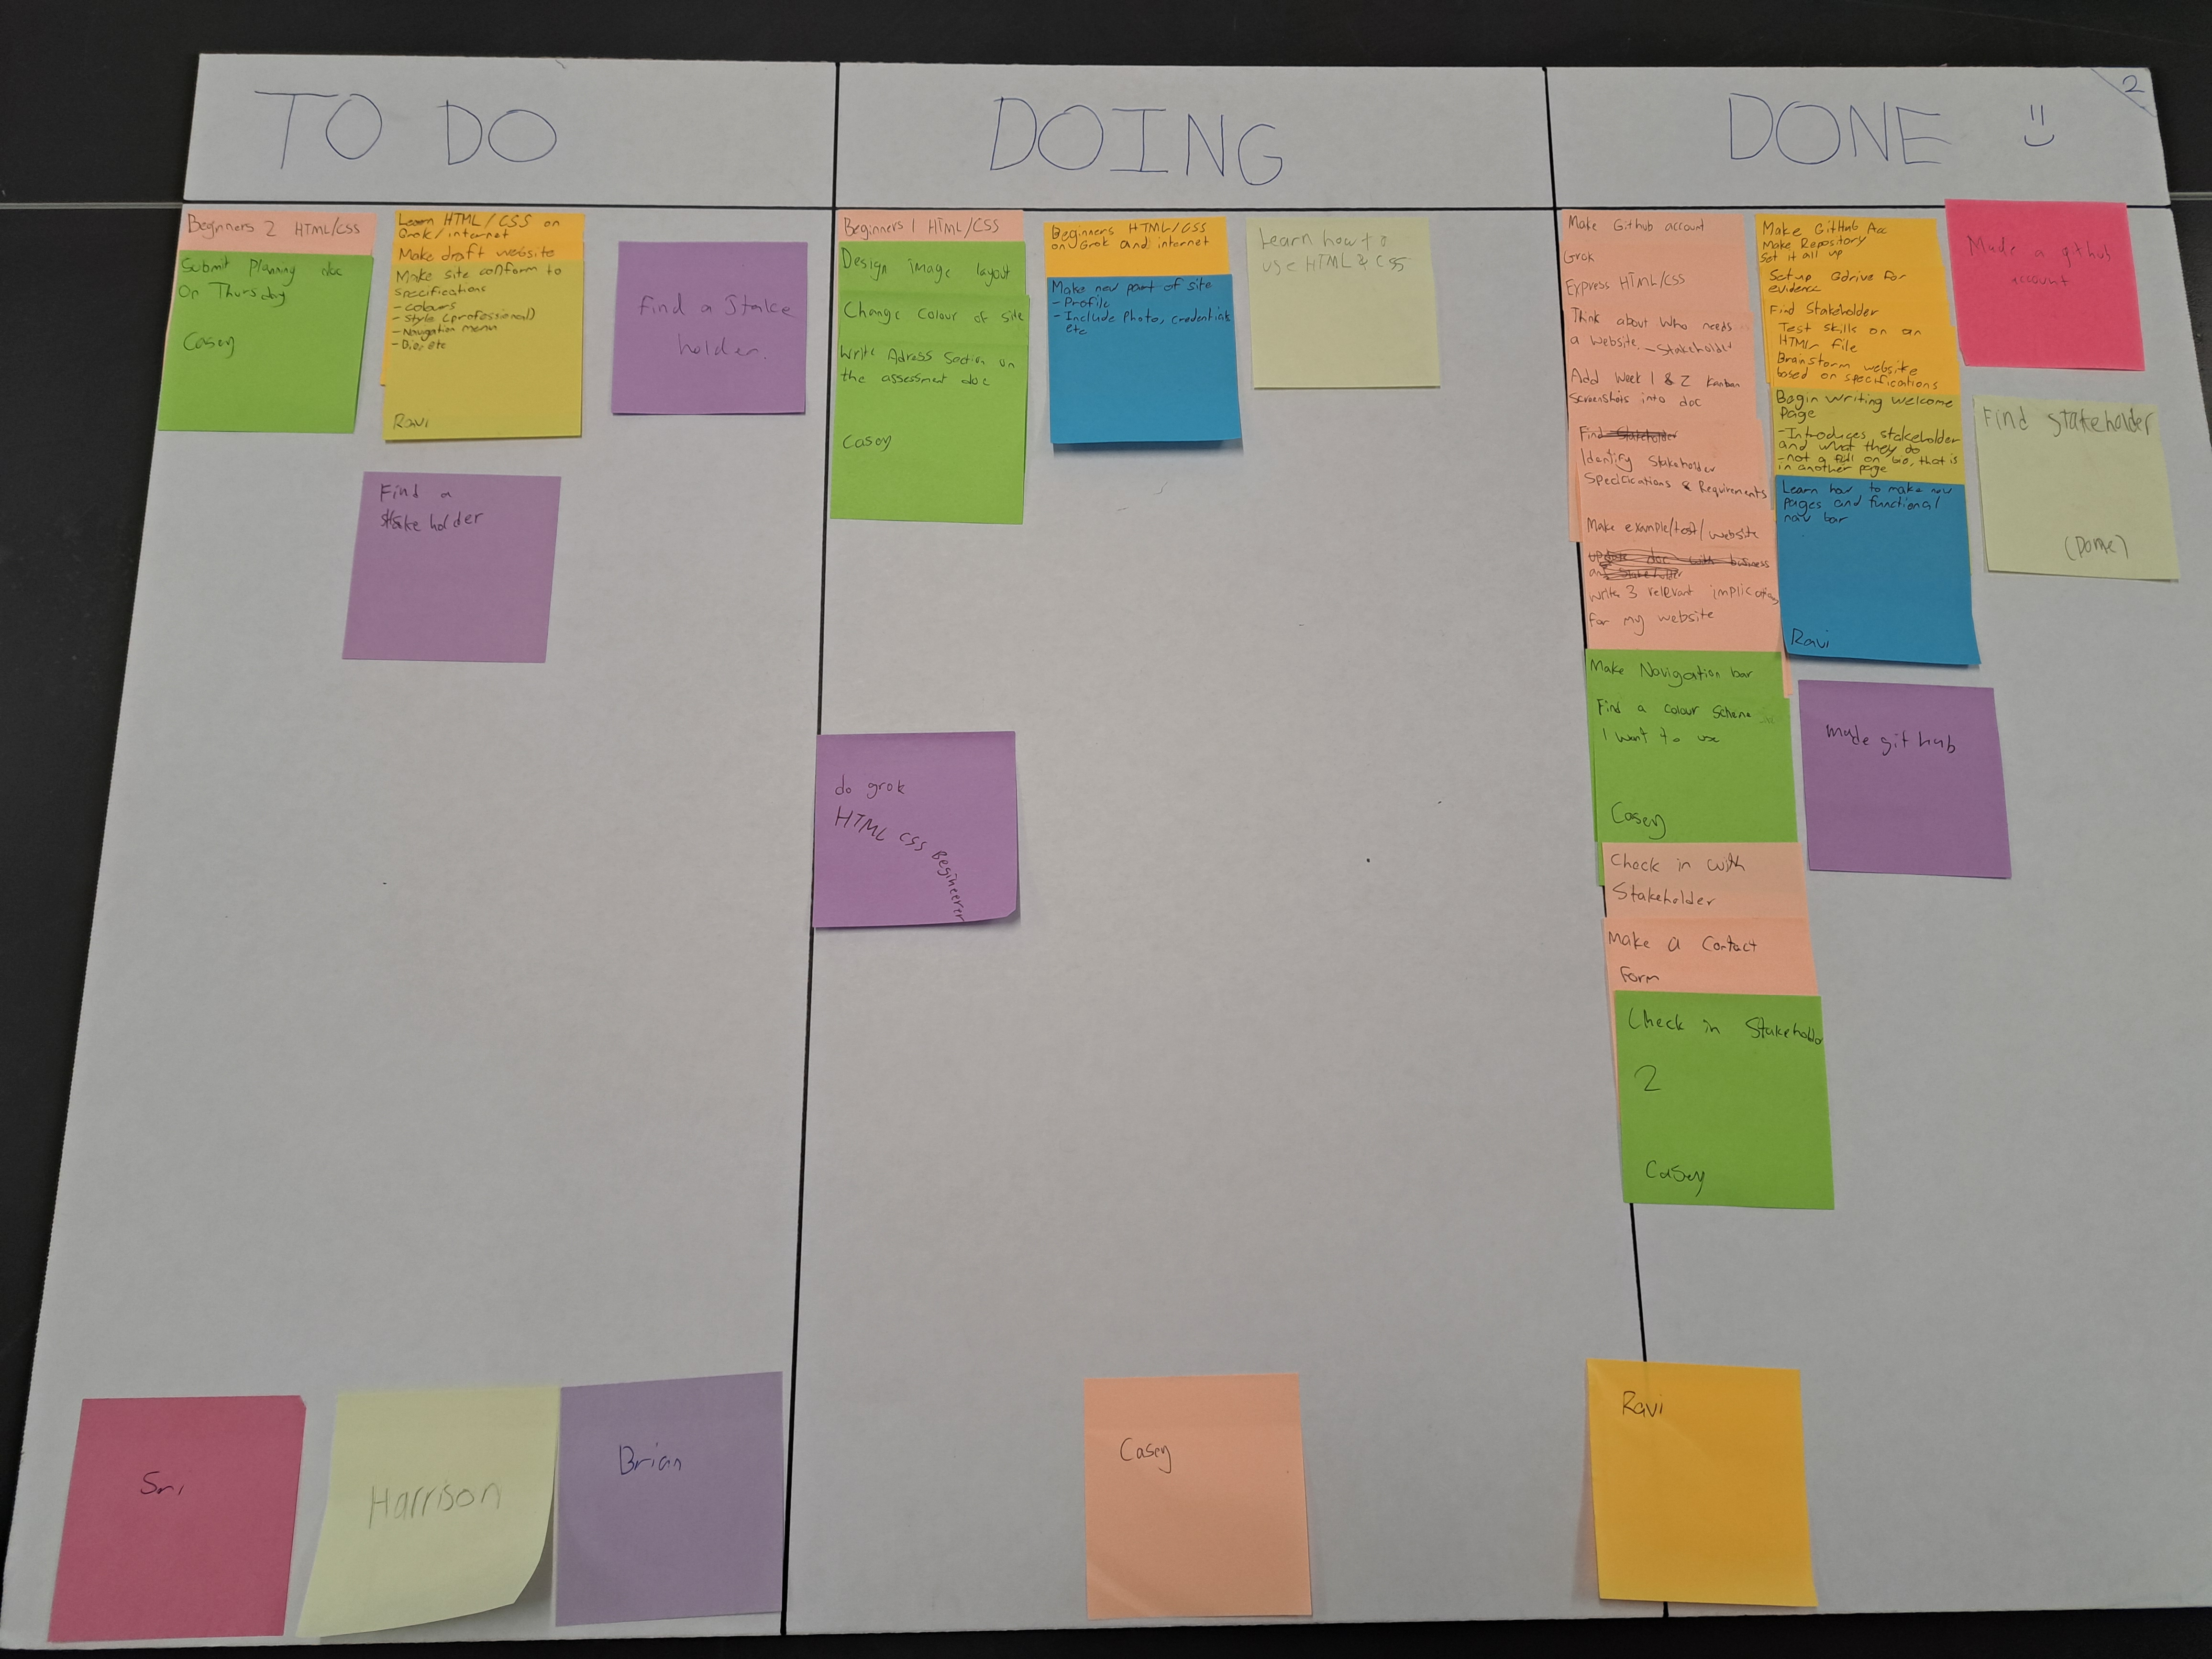 TO DO
Beginners 2 HTML/CSS
Submit planning doc
on Thursday
Casey
Learn HTML/CSS on
Grok/internet
Make draft website
Make site conform to
specifications
- colours
- Style (professional)
- Navigation menu
- Div, etc
Ravi
Find a Stake
holder.
Find a
stake holder
Harrison
Brian
DOING
Beginners 1 HTML/CSS
Design image layout
Change Colour of site
Write Adress Section on
the assessment doc
Casey
Beginners HTML/CSS
on Grok and internet
Make new part of site
- Profile
- Include photo, credentials
etc
Learn how to
use HTML & CSS
do grok
HTML CSS
Casey
DONE
2
Make Github account
Grok
Express HTML/CSS
Think about who needs
a website - Stakeholder
Add week 1 & 2 kanban
screenshots into doc
Find Stakeholder
Identify Stakeholder
Specifications & Requirements
Make example/test/website
write 3 relevant implications
for my website
Make Navigation bar
Find a colour scheme
I want to use
Casey
Check in with
Stakeholder
Make a Contact
form
Check in Stakeholder
2
Casey
Make GitHub Acc
Make Repository
Set it all up
Setup Gdrive for
evidence
Find Stakeholder
Test skills on an
HTML file
Brainstorm website
based on specifications
Begin writing welcome
page
- Introduces stakeholder
and what they do
- not a full on bio, that is
in another page
Learn how to make new
pages and functional
nav bar
Ravi
Made a github
account
Find stakeholder
(Done)
made git hub
Ravi